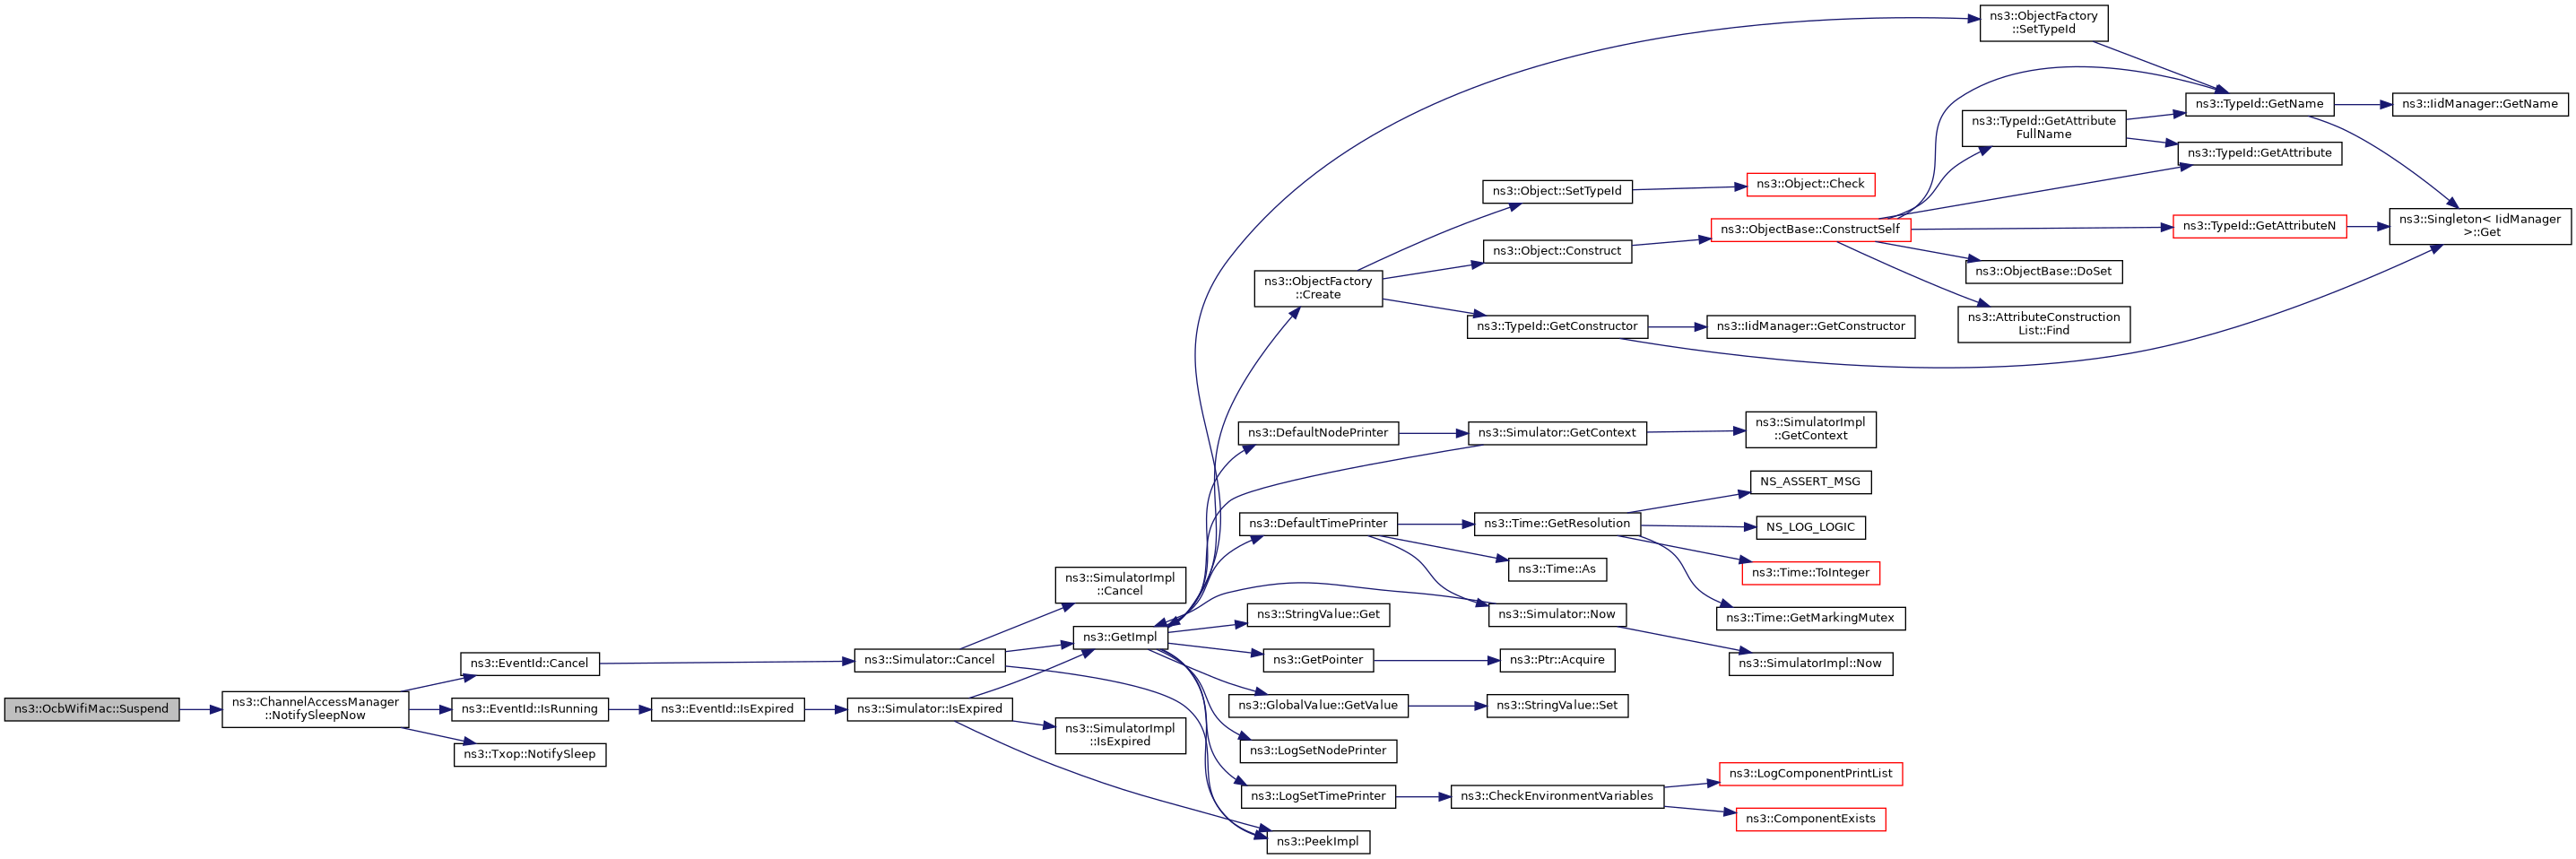 ns3::ObjectFactory
::SetTypeId
ns3::TypeId::GetName
ns3::IidManager::GetName
ns3::TypeId::GetAttribute
FullName
ns3::TypeId::GetAttribute
ns3::Object::SetTypeId
ns3::Object::Check
ns3::ObjectBase::ConstructSelf
ns3::TypeId::GetAttributeN
ns3::Singleton< IidManager
>::Get
ns3::Object::Construct
ns3::ObjectBase::DoSet
ns3::ObjectFactory
::Create
ns3::AttributeConstruction
List::Find
ns3::TypeId::GetConstructor
ns3::IidManager::GetConstructor
ns3::DefaultNodePrinter
ns3::Simulator::GetContext
ns3::SimulatorImpl
::GetContext
NS_ASSERT_MSG
ns3::DefaultTimePrinter
ns3::Time::GetResolution
NS_LOG_LOGIC
ns3::Time::As
ns3::Time::ToInteger
ns3::SimulatorImpl
::Cancel
ns3::StringValue::Get
ns3::Simulator::Now
ns3::Time::GetMarkingMutex
ns3::GetImpl
ns3::EventId::Cancel
ns3::Simulator::Cancel
ns3::GetPointer
ns3::Ptr::Acquire
ns3::SimulatorImpl::Now
ns3::OcbWifiMac::Suspend
ns3::ChannelAccessManager
::NotifySleepNow
ns3::EventId::IsRunning
ns3::EventId::IsExpired
ns3::Simulator::IsExpired
ns3::GlobalValue::GetValue
ns3::StringValue::Set
ns3::SimulatorImpl
::IsExpired
ns3::Txop::NotifySleep
ns3::LogSetNodePrinter
ns3::LogComponentPrintList
ns3::LogSetTimePrinter
ns3::CheckEnvironmentVariables
ns3::ComponentExists
ns3::PeekImpl